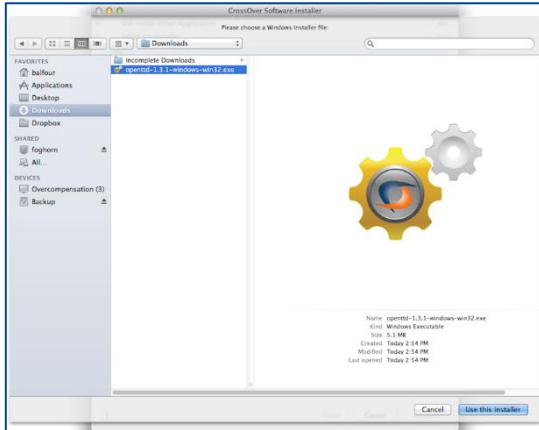 CrossOver Software Installer
Please choose a Windows Installer file:
Downloads
FAVORITES
balfour
Applications
Desktop
Downloads
Dropbox
SHARED
foghorn
All...
DEVICES
Overcompensation (3)
Backup
Incomplete Downloads
openttd-1.3.1-windows-win32.exe
Name openttd-1.3.1-windows-win32.exe
Kind Windows Executable
Size 5.1 MB
Created Today 2:54 PM
Modified Today 2:54 PM
Last opened Today 2:54 PM
Cancel Use this installer